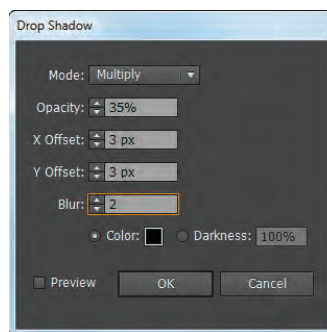 Drop Shadow
Mode: Multiply
Opacity: 35%
X Offset: 3 px
Y Offset: 3 px
Blur: 2
Color: Darkness: 100%
Preview OK Cancel